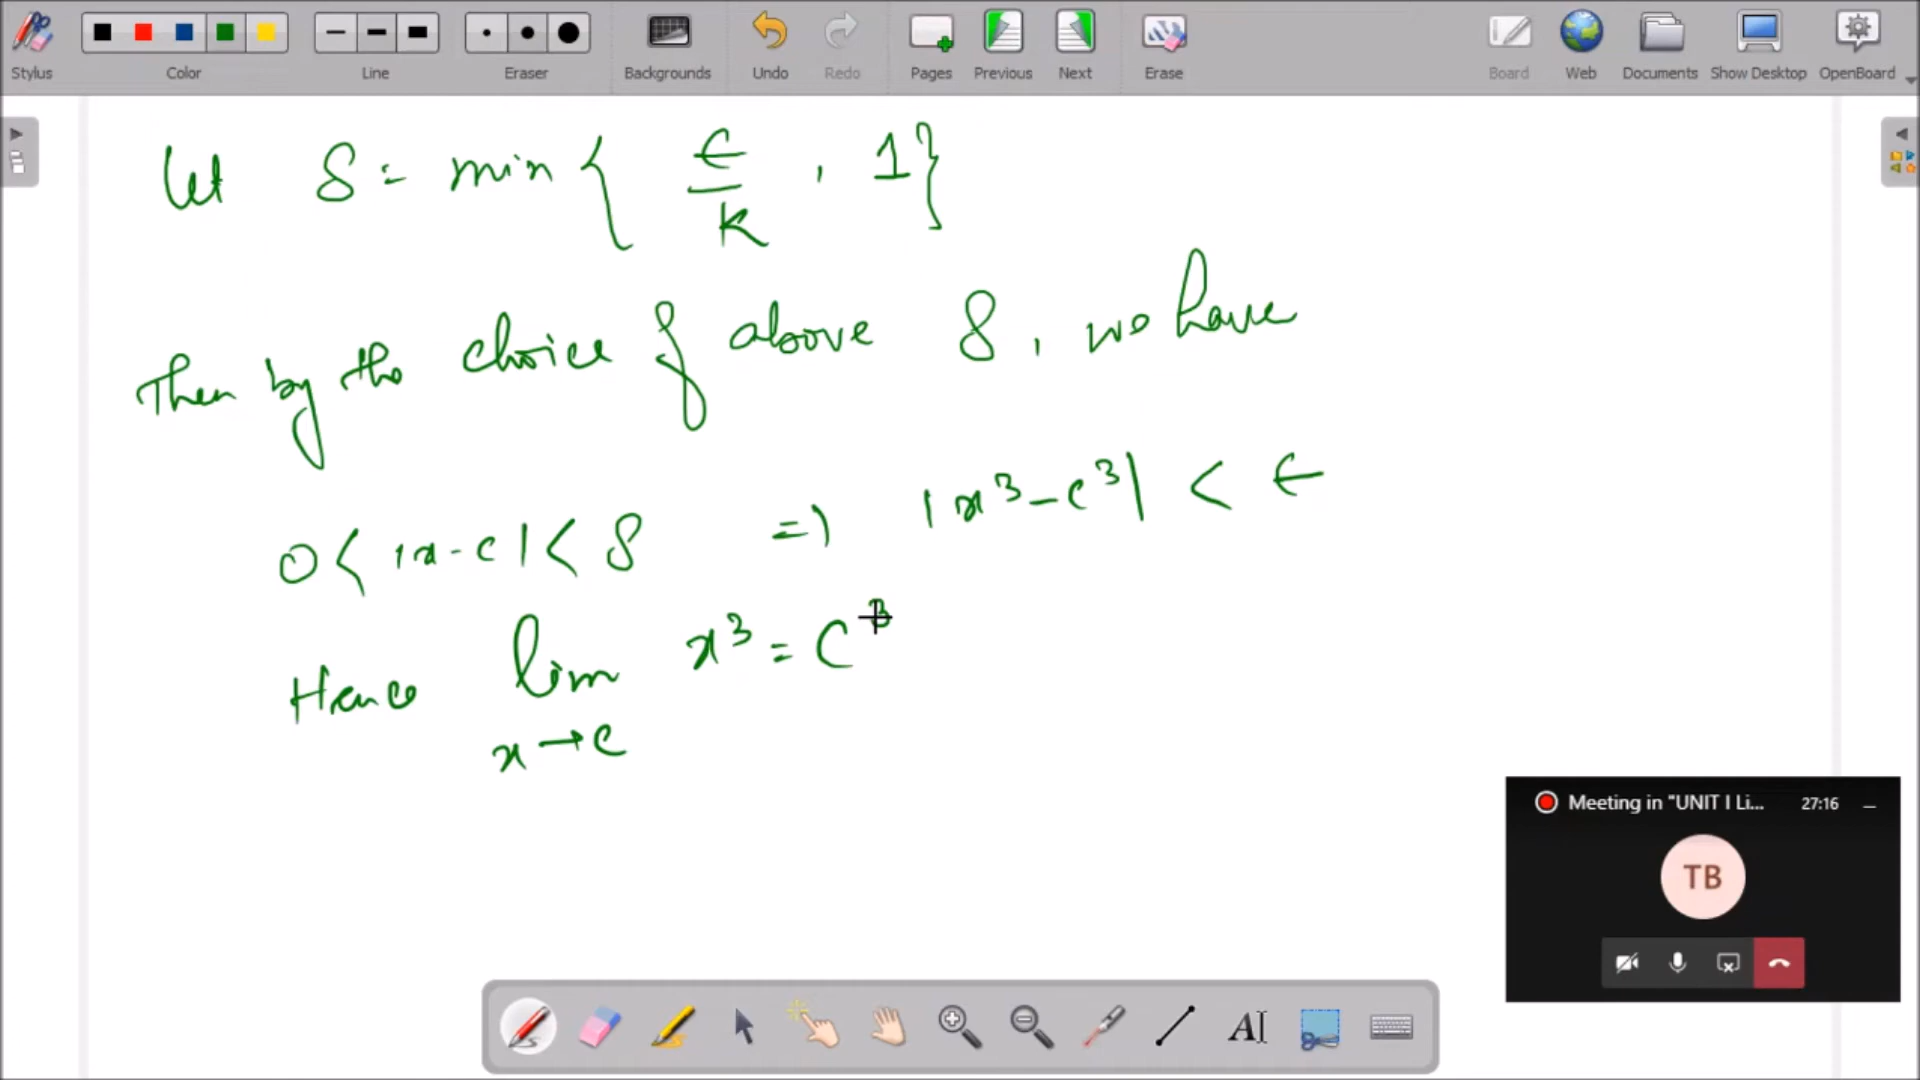 Stylus Color Line Eraser Backgrounds Undo Redo Pages Previous Next Erase Board Web Documents Show Desktop OpenBoard
Let δ = min { ε/K , 1 }
Then by the choice of above δ, we have
0 < |x - c| < δ => |x³ - c³| < ε
Hence lim x³ = c³
x → c
Meeting in "UNIT I Li... 27:16
TB